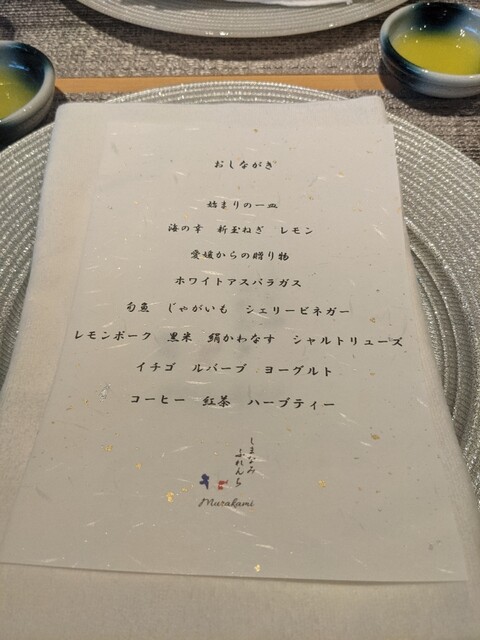 おしながき
始まりの一皿
海の幸 新玉ねぎ レモン
愛媛からの贈り物
ホワイトアスパラガス
旬魚 じゃがいも シェリービネガー
レモンポーク 黒米 絹かわなす シャルトリューズ
イチゴ ルバーブ ヨーグルト
コーヒー 紅茶 ハーブティー
しまなみ
ふれんち
Murakami